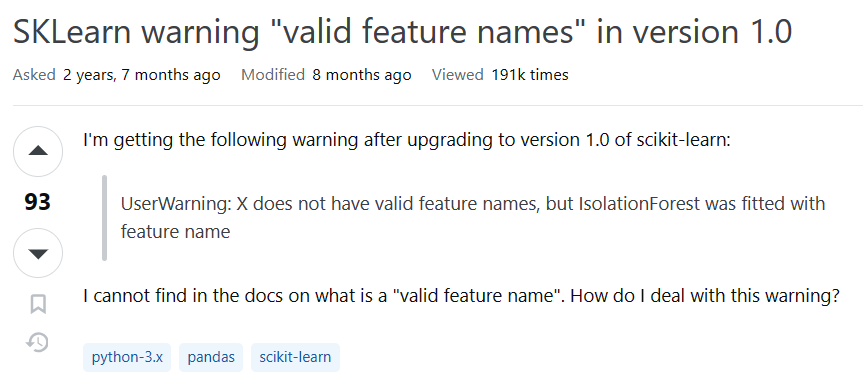 SKLearn warning "valid feature names" in version 1.0
Asked 2 years, 7 months ago Modified 8 months ago Viewed 191k times
I'm getting the following warning after upgrading to version 1.0 of scikit-learn:
93
UserWarning: X does not have valid feature names, but IsolationForest was fitted with
feature name
I cannot find in the docs on what is a "valid feature name". How do I deal with this warning?
python-3.x pandas scikit-learn